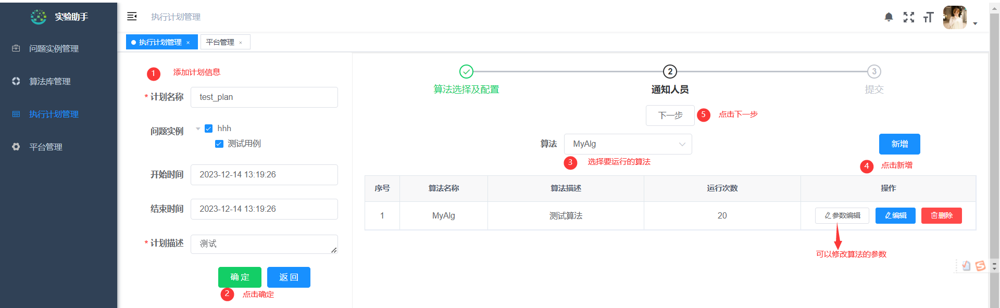 实验助手
执行计划管理
问题实例管理
算法库管理
执行计划管理
平台管理
执行计划管理 ×
平台管理 ×
1 添加计划信息
* 计划名称 test_plan
问题实例 hhh
测试用例
开始时间 2023-12-14 13:19:26
结束时间 2023-12-14 13:19:26
* 计划描述 测试
确 定 返 回
2 点击确定
2 3
算法选择及配置 通知人员 提交
下一步 5 点击下一步
算法 MyAlg 新增
3 选择要运行的算法
4 点击新增
序号 算法名称 算法描述 运行次数 操作
1 MyAlg 测试算法 20 参数编辑 编辑 删除
可以修改算法的参数